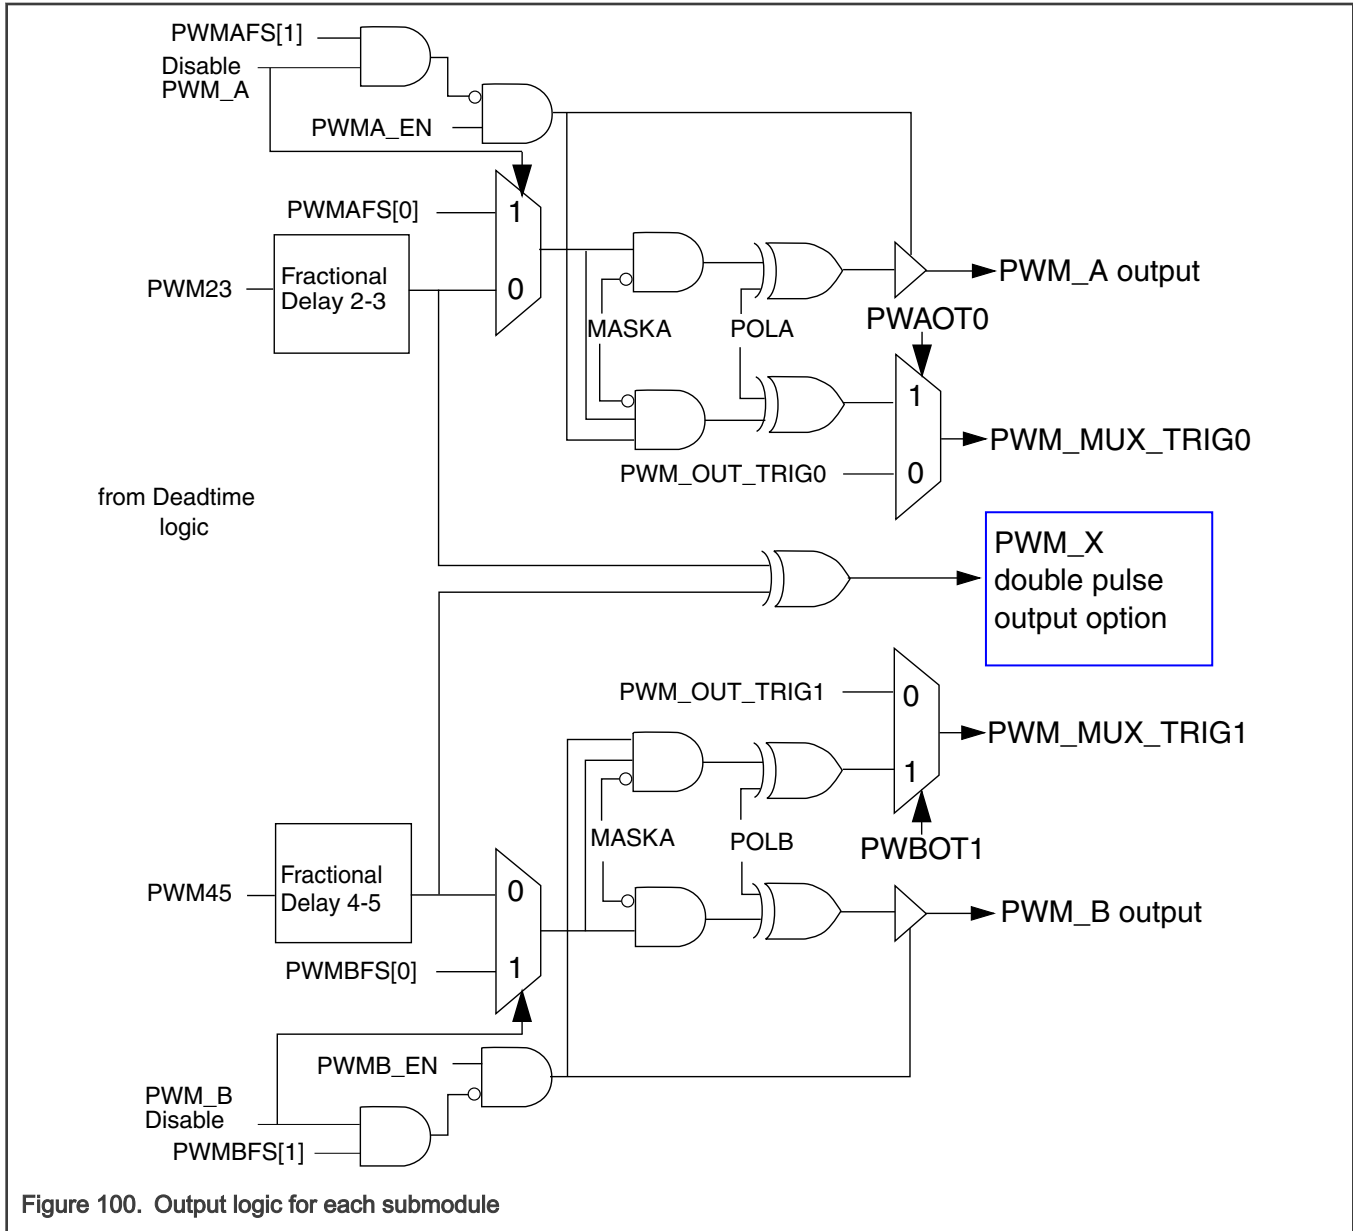 PWMAFS[1]
Disable
PWM_A
PWMA_EN
PWMAFS[0]
1
PWM23
Fractional
Delay 2-3
0
MASKA
POLA
PWM_A output
PWAOT0
1
PWM_MUX_TRIG0
PWM_OUT_TRIG0
0
from Deadtime
logic
PWM_X
double pulse
output option
PWM_OUT_TRIG1
0
PWM_MUX_TRIG1
1
MASKA
POLB
PWBOT1
PWM45
Fractional
Delay 4-5
0
PWM_B output
PWMBFS[0]
1
PWMB_EN
PWM_B
Disable
PWMBFS[1]
Figure 100. Output logic for each submodule